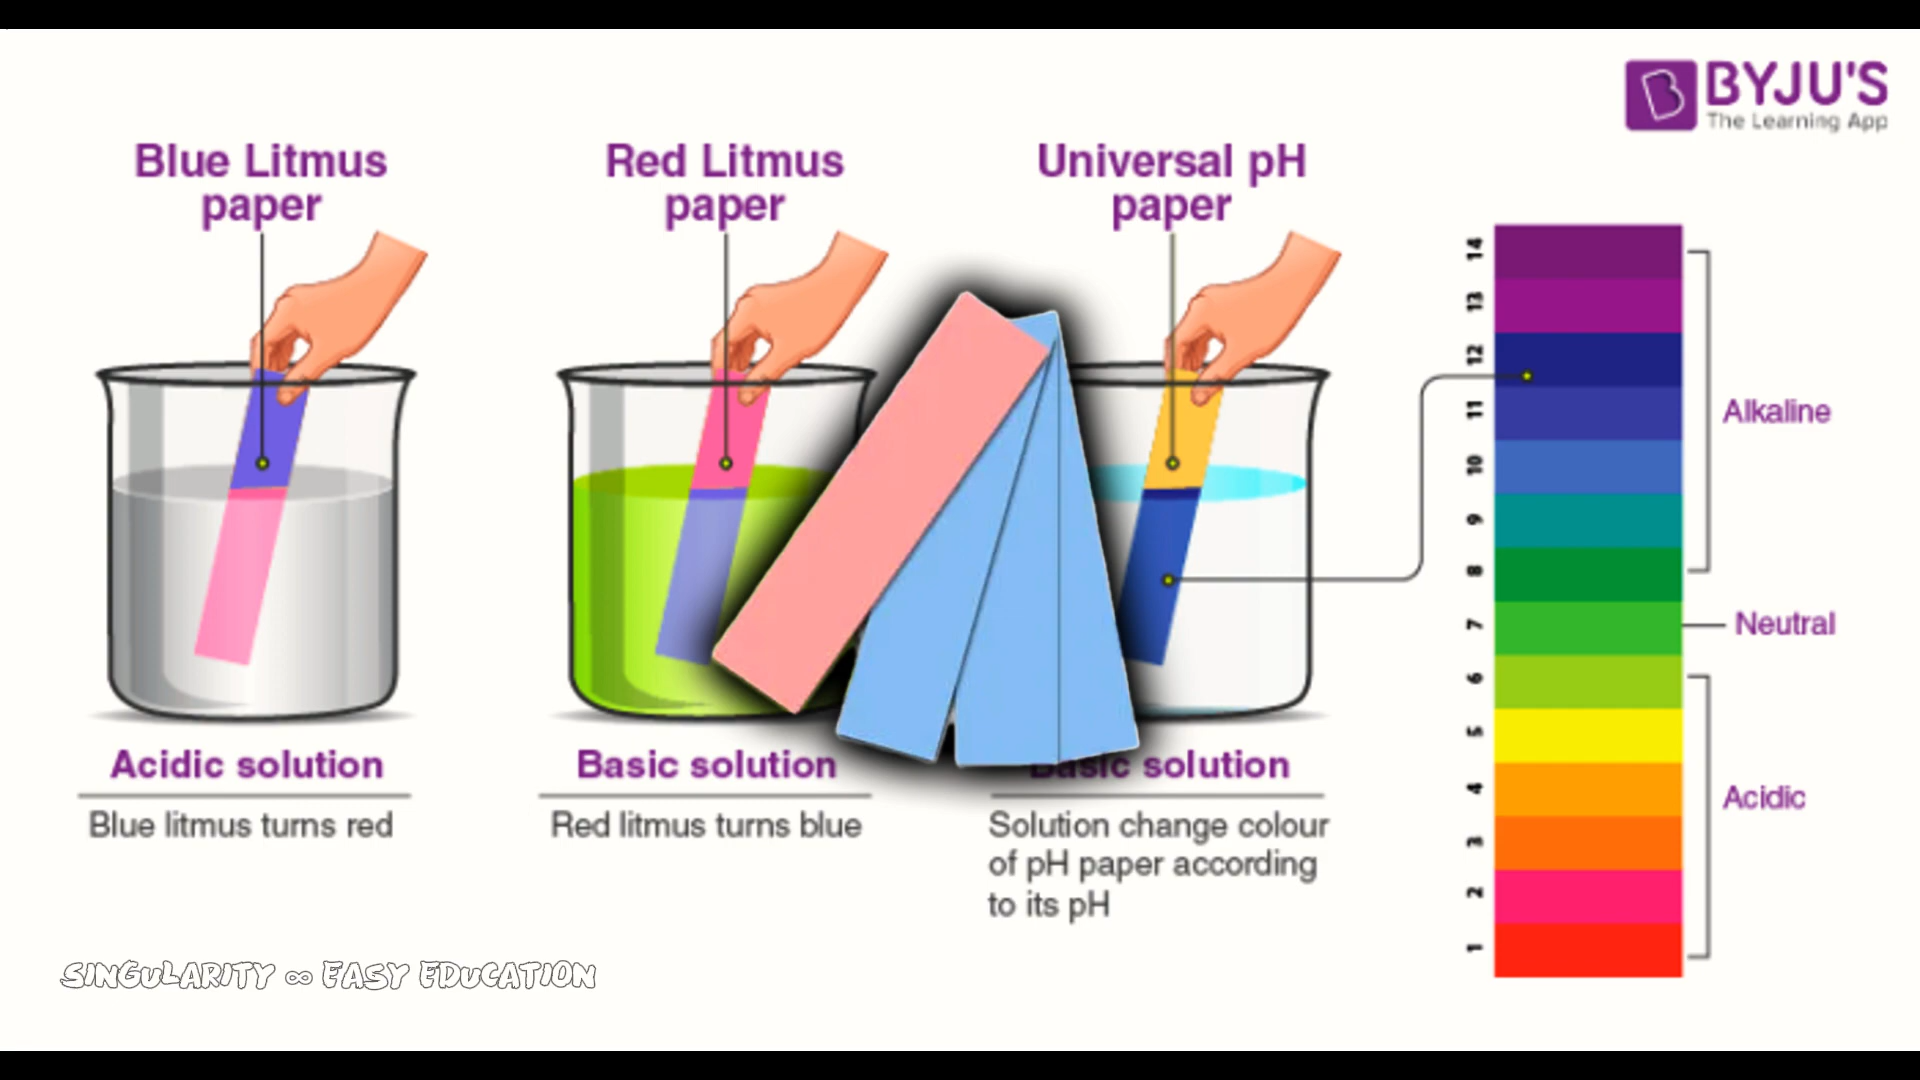 BYJU'S
The Learning App
Blue Litmus
paper
Red Litmus
paper
Universal pH
paper
14
13
12
11
10
9
8
7
6
5
4
3
2
1
Alkaline
Neutral
Acidic
Acidic solution
Blue litmus turns red
Basic solution
Red litmus turns blue
Basic solution
Solution change colour
of pH paper according
to its pH
SINGULARITY ∞ EASY EDUCATION